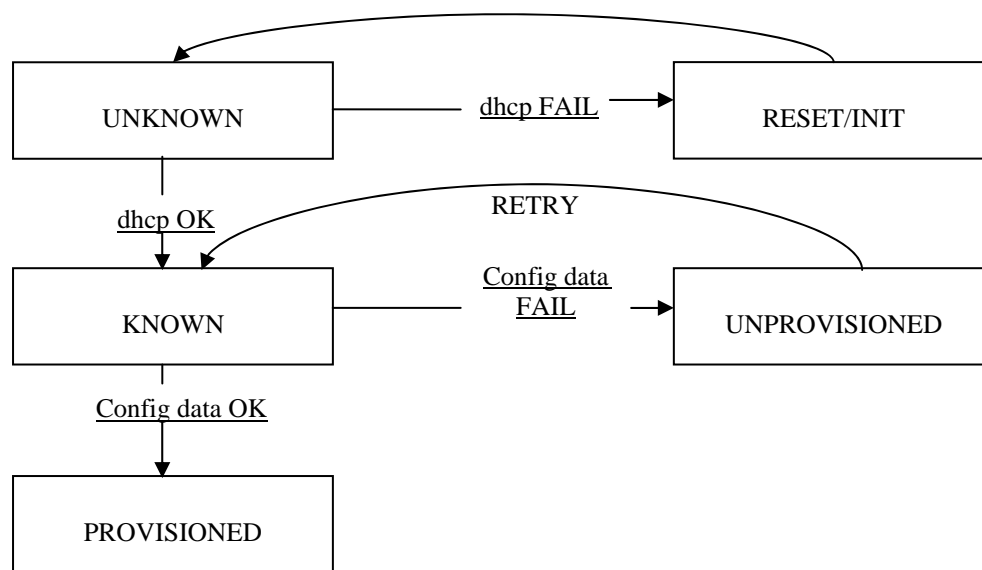 UNKNOWN
dhcp FAIL
RESET/INIT
dhcp OK
RETRY
KNOWN
Config data
FAIL
UNPROVISIONED
Config data OK
PROVISIONED